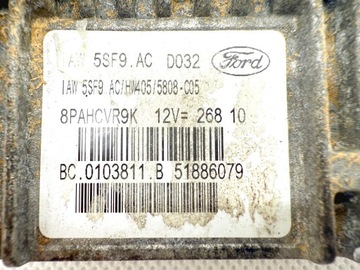 IAW 5SF9.AC D032 Ford
IAW 5SF9 AC/HW405/5808-C05
8PAHCVR9K 12V= 268 10
BC.0103811.B 51886079